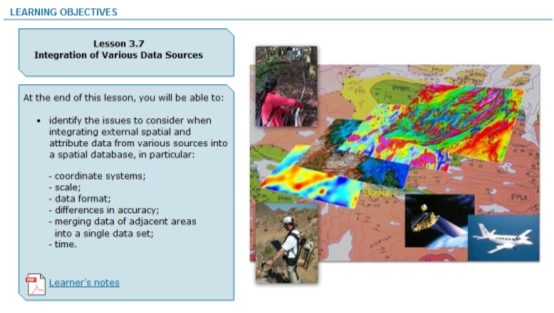 LEARNING OBJECTIVES
Lesson 3.7
Integration of Various Data Sources
At the end of this lesson, you will be able to:
• identify the issues to consider when
integrating external spatial and
attribute data from various sources into
a spatial database, in particular:
- coordinate systems;
- scale;
- data format;
- differences in accuracy;
- merging data of adjacent areas
into a single data set;
- time.
Learner's notes